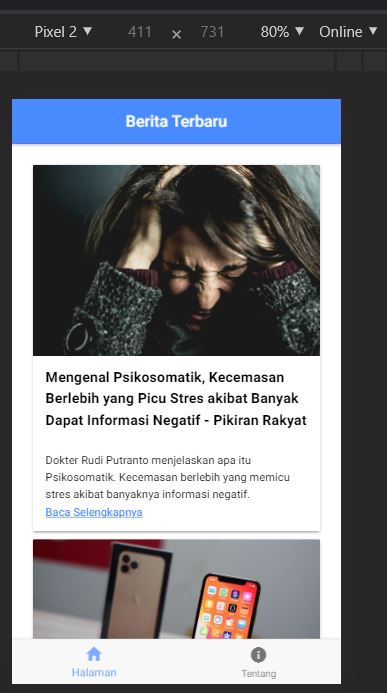 Pixel 2 ▼ 411 × 731 80% ▼ Online ▼
Berita Terbaru
Mengenal Psikosomatik, Kecemasan
Berlebih yang Picu Stres akibat Banyak
Dapat Informasi Negatif - Pikiran Rakyat
Dokter Rudi Putranto menjelaskan apa itu
Psikosomatik. Kecemasan berlebih yang memicu
stres akibat banyaknya informasi negatif.
Baca Selengkapnya
Halaman Tentang